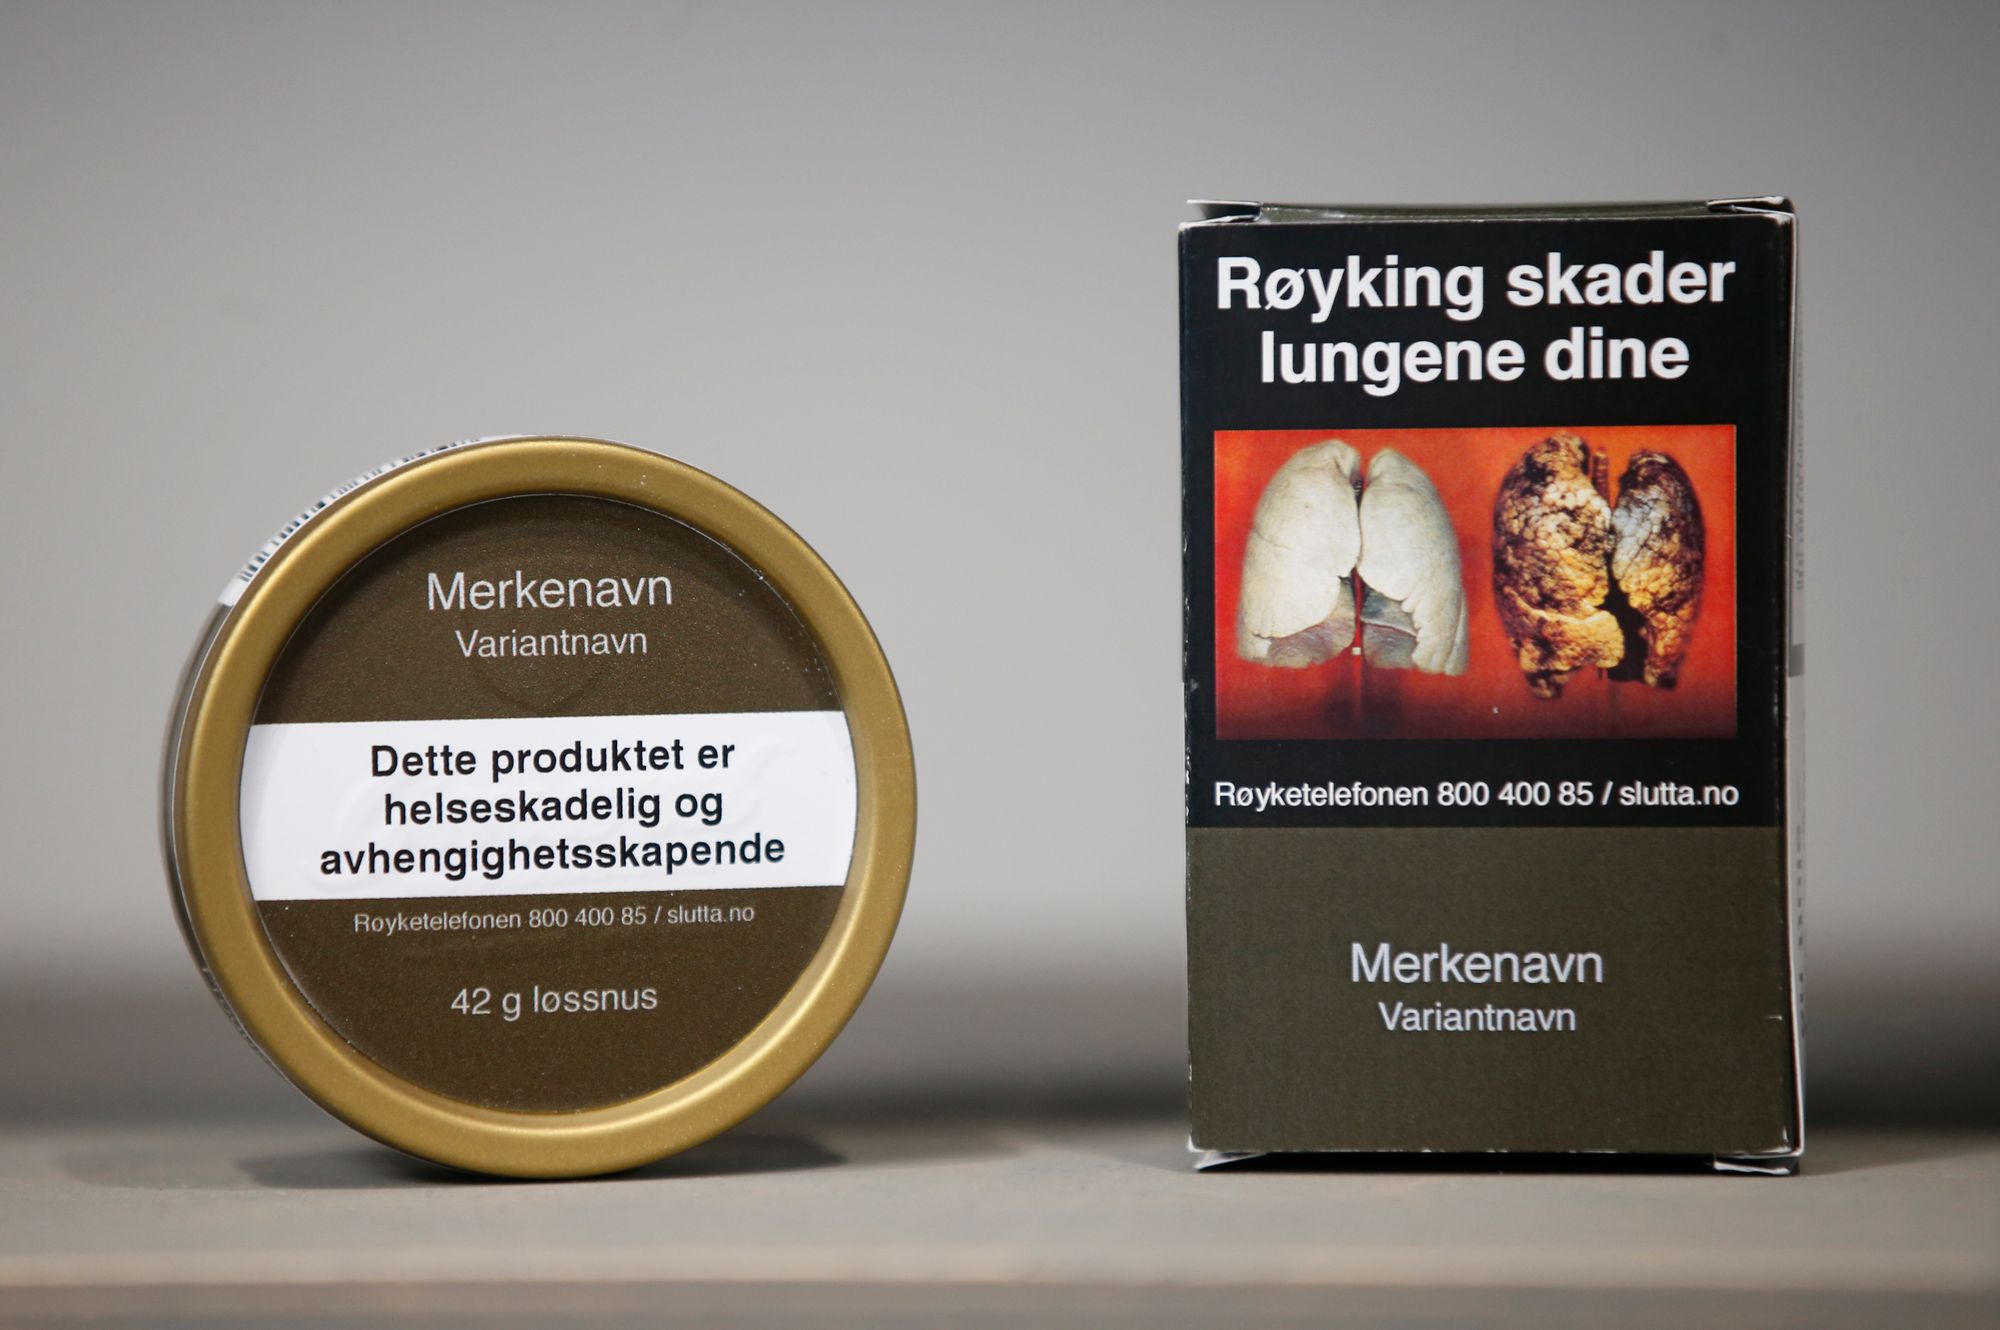 Merkenavn
Variantnavn
Dette produktet er
helseskadelig og
avhengighetsskapende
Røyketelefonen 800 400 85 / slutta.no
42 g løssnus
Røyking skader
lungene dine
Røyketelefonen 800 400 85 / slutta.no
Merkenavn
Variantnavn